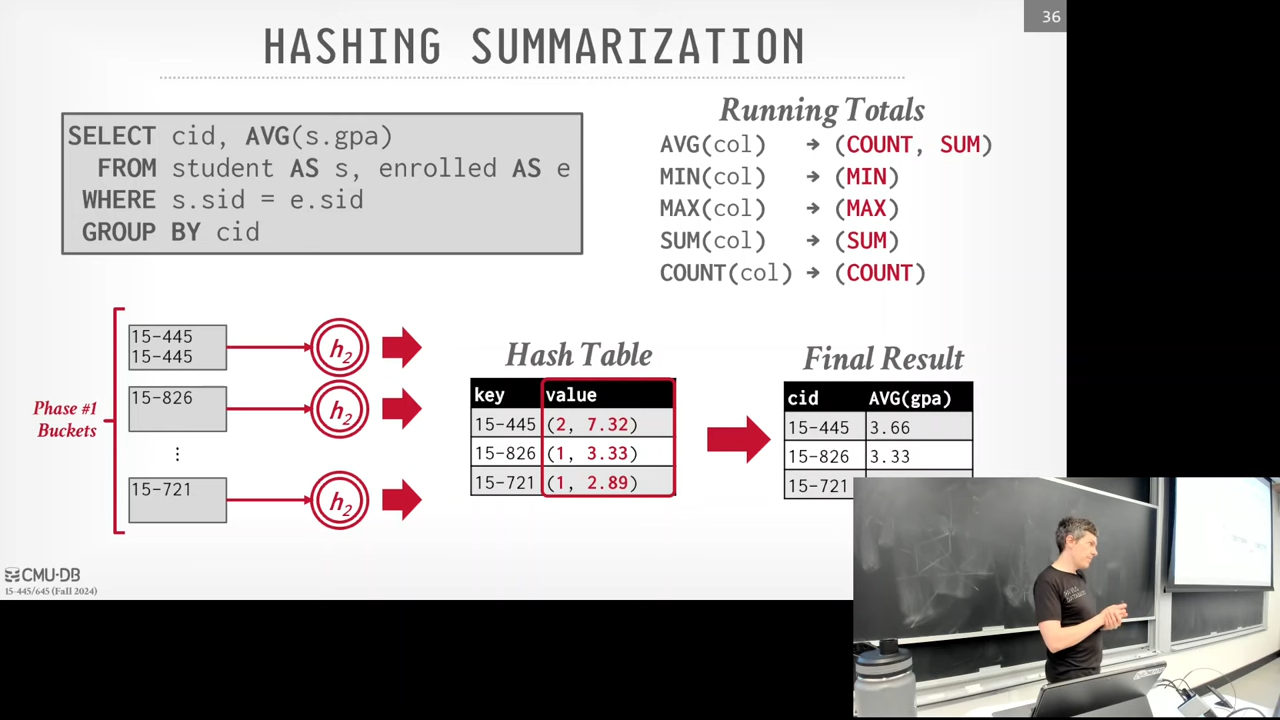 36
HASHING SUMMARIZATION
SELECT cid, AVG(s.gpa)
FROM student AS s, enrolled AS e
WHERE s.sid = e.sid
GROUP BY cid
Running Totals
AVG(col) → (COUNT, SUM)
MIN(col) → (MIN)
MAX(col) → (MAX)
SUM(col) → (SUM)
COUNT(col) → (COUNT)
Phase #1
Buckets
15-445
15-445
h2
15-826
h2
⋮
15-721
h2
Hash Table
key value
15-445 (2, 7.32)
15-826 (1, 3.33)
15-721 (1, 2.89)
Final Result
cid AVG(gpa)
15-445 3.66
15-826 3.33
15-721
CMU·DB
15-445/645 (Fall 2024)